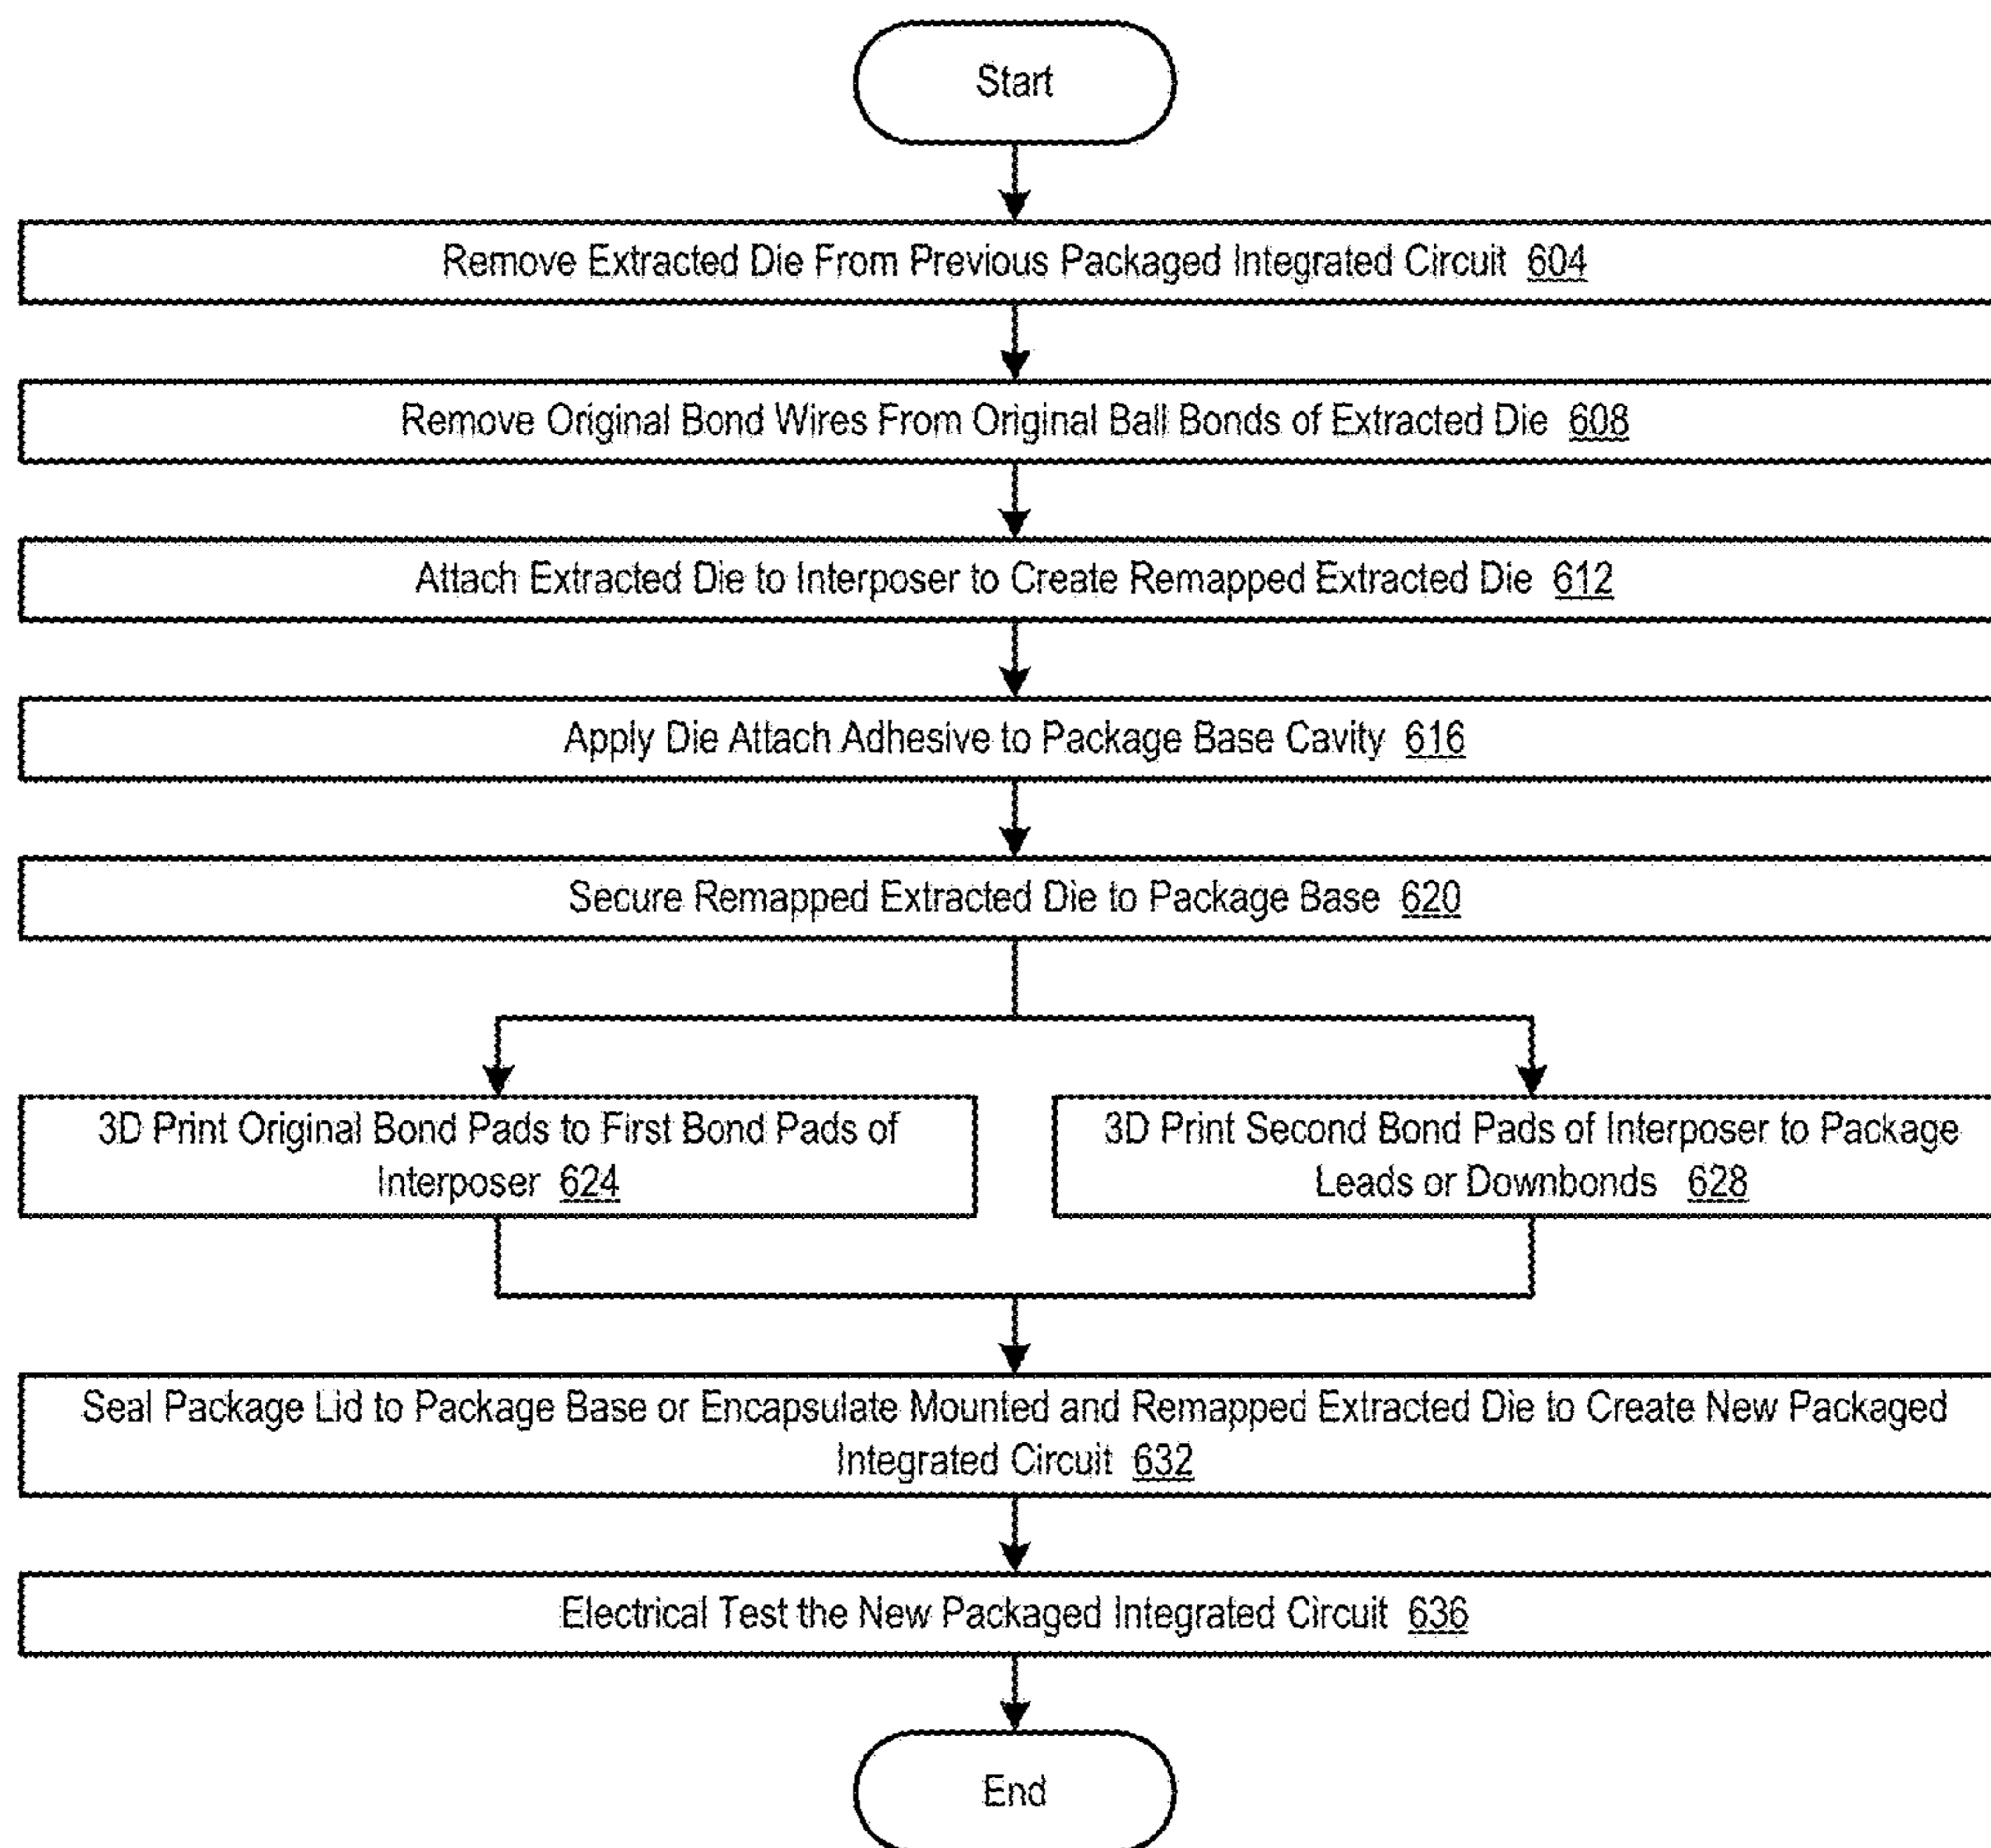 Start
Remove Extracted Die From Previous Packaged Integrated Circuit 604
Remove Original Bond Wires From Original Ball Bonds of Extracted Die 608
Attach Extracted Die to Interposer to Create Remapped Extracted Die 612
Apply Die Attach Adhesive to Package Base Cavity 616
Secure Remapped Extracted Die to Package Base 620
3D Print Original Bond Pads to First Bond Pads of
Interposer 624
3D Print Second Bond Pads of Interposer to Package
Leads or Downbonds 628
Seal Package Lid to Package Base or Encapsulate Mounted and Remapped Extracted Die to Create New Packaged
Integrated Circuit 632
Electrical Test the New Packaged Integrated Circuit 636
End